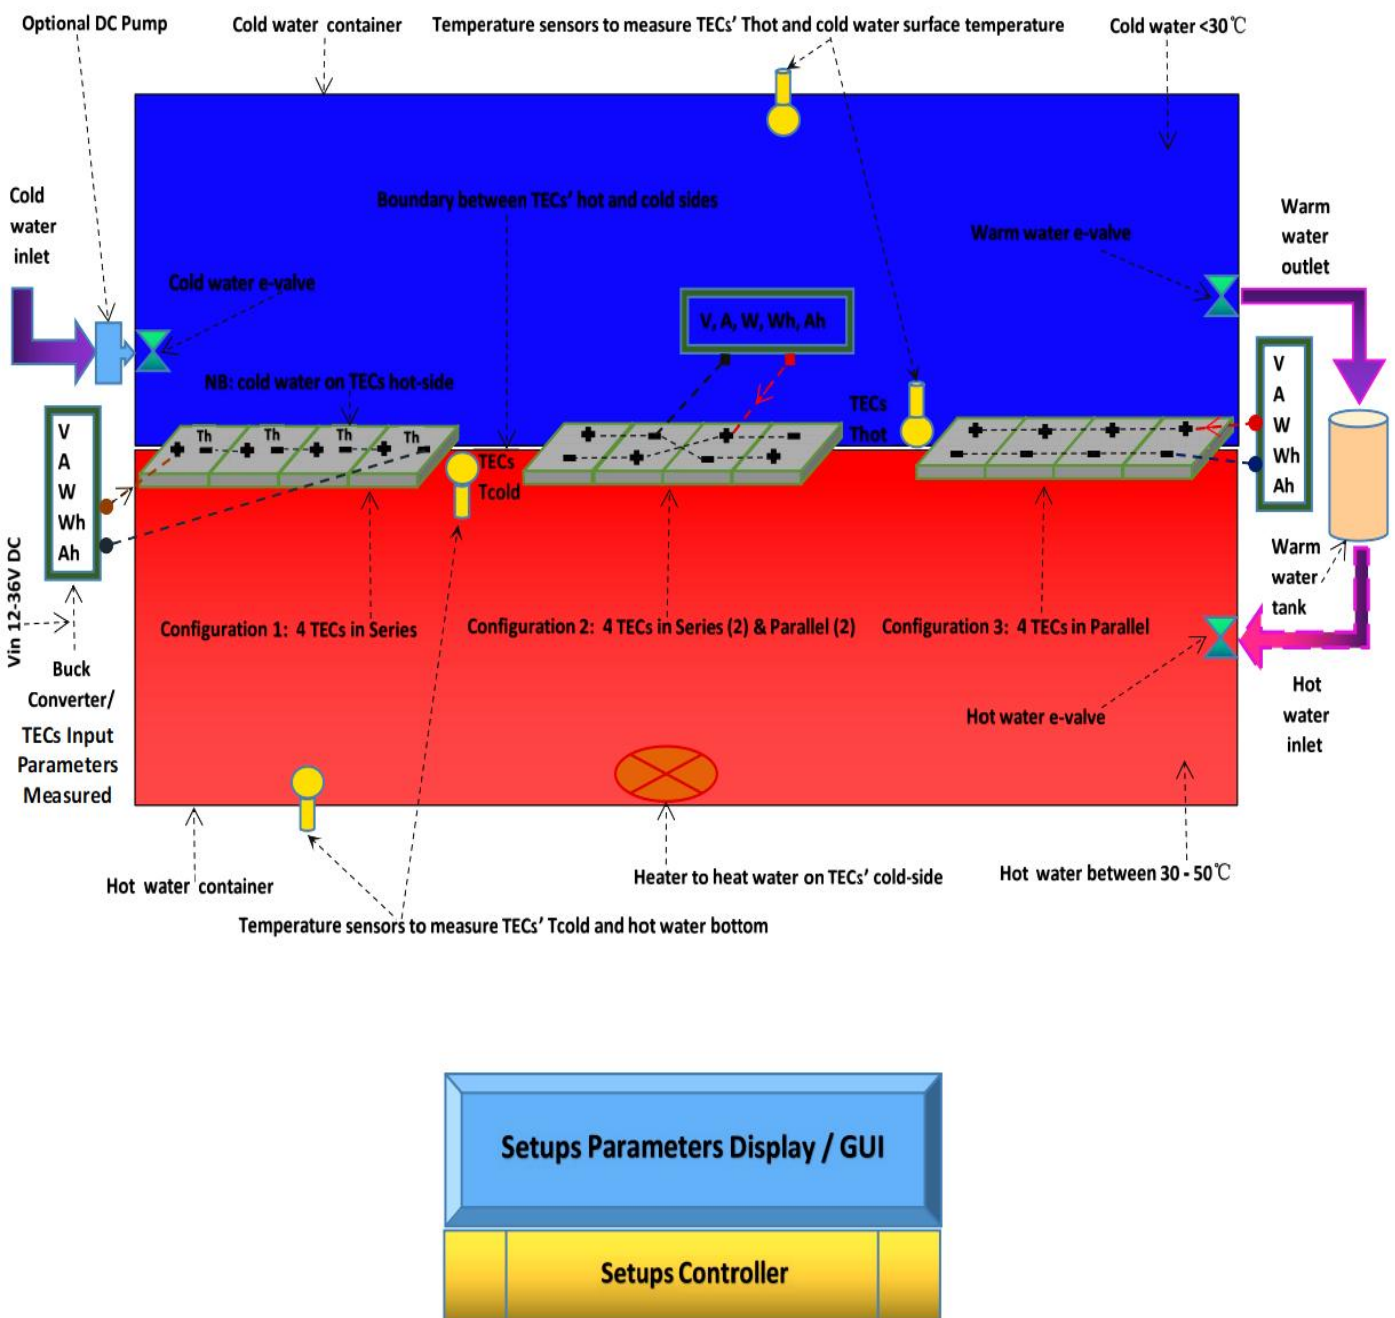 Optional DC Pump
Cold water container
Temperature sensors to measure TECs' Thot and cold water surface temperature
Cold water <30℃
Cold
water
inlet
Boundary between TECs' hot and cold sides
Warm water e-valve
Warm
water
outlet
Cold water e-valve
V, A, W, Wh, Ah
NB: cold water on TECs hot-side
TECs
Thot
V
A
W
Wh
Ah
V
A
W
Wh
Ah
Th
Th
Th
Th
+ - + - + - + -
+ - + -
- + - +
+ + + +
- - - -
TECs
Tcold
Vin 12-36V DC
Warm
water
tank
Configuration 1: 4 TECs in Series
Configuration 2: 4 TECs in Series (2) & Parallel (2)
Configuration 3: 4 TECs in Parallel
Buck
Converter/
TECs Input
Parameters
Measured
Hot water e-valve
Hot
water
inlet
Hot water container
Heater to heat water on TECs' cold-side
Hot water between 30 - 50℃
Temperature sensors to measure TECs' Tcold and hot water bottom
Setups Parameters Display / GUI
Setups Controller